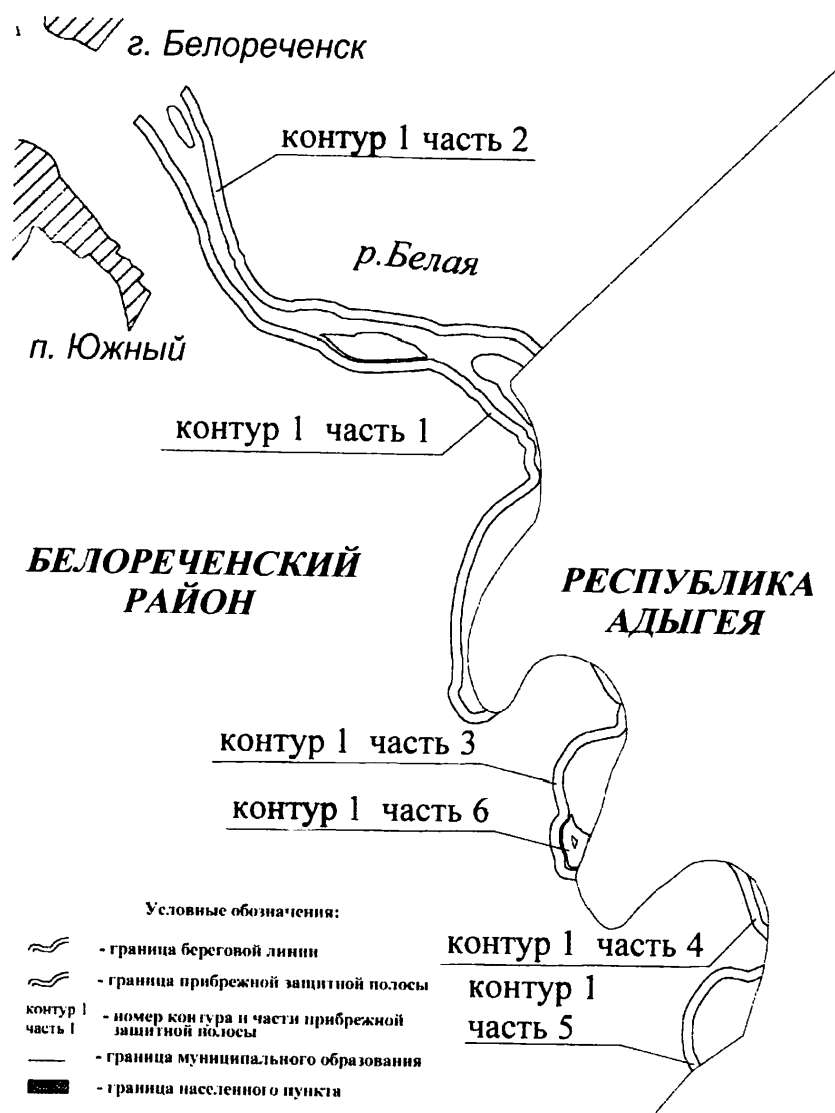 г. Белореченск
контур 1 часть 2
р.Белая
п. Южный
контур 1 часть 1
БЕЛОРЕЧЕНСКИЙ
РАЙОН
РЕСПУБЛИКА
АДЫГЕЯ
контур 1 часть 3
контур 1 часть 6
контур 1 часть 4
контур 1
часть 5
Условные обозначения:
- граница береговой линии
- граница прибрежной защитной полосы
контур 1
часть 1
- номер контура и части прибрежной
защитной полосы
- граница муниципального образования
- граница населенного пункта